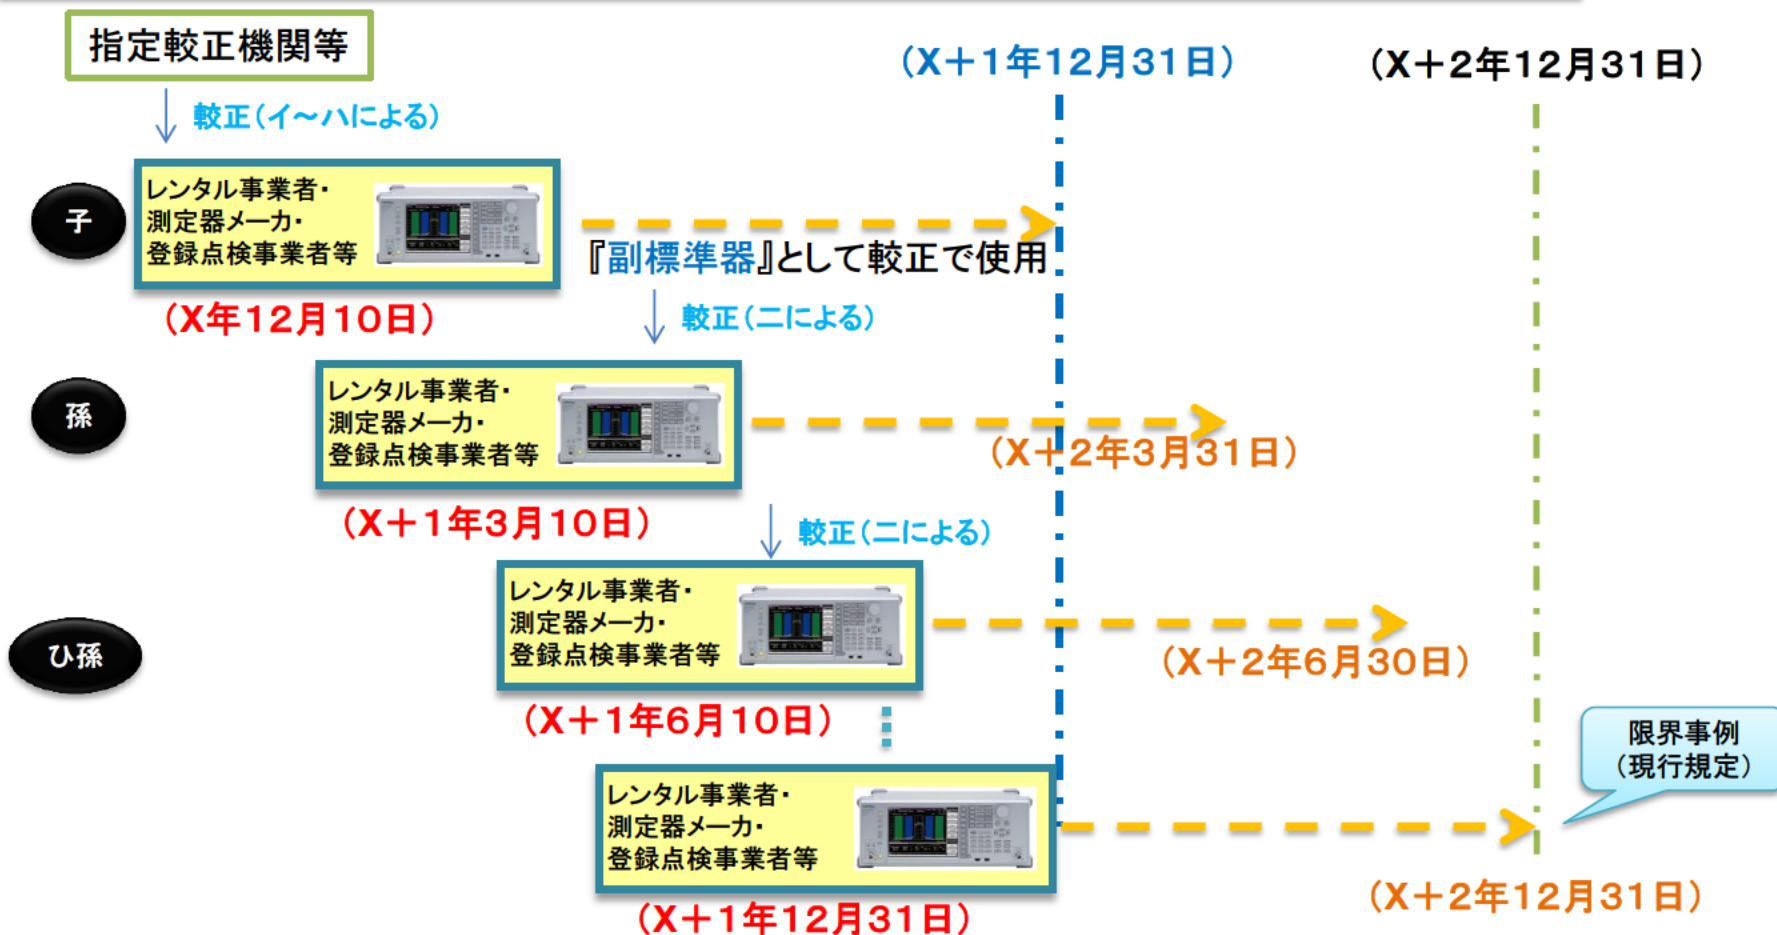 指定較正機関等
(X＋1年12月31日)
(X＋2年12月31日)
較正(イ～ハによる)
子
レンタル事業者・
測定器メーカ・
登録点検事業者等
『副標準器』として較正で使用
(X年12月10日)
較正(ニによる)
孫
レンタル事業者・
測定器メーカ・
登録点検事業者等
(X＋2年3月31日)
(X＋1年3月10日)
較正(ニによる)
ひ孫
レンタル事業者・
測定器メーカ・
登録点検事業者等
(X＋2年6月30日)
(X＋1年6月10日)
限界事例
(現行規定)
レンタル事業者・
測定器メーカ・
登録点検事業者等
(X＋2年12月31日)
(X＋1年12月31日)